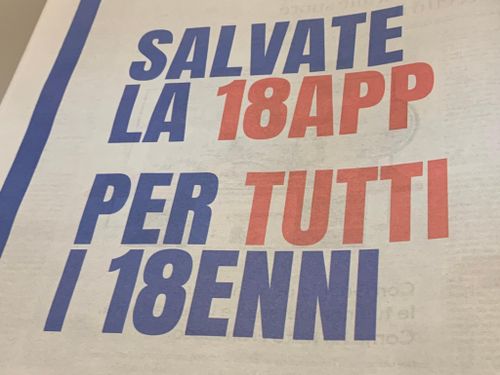 SALVATE
LA 18APP
PER TUTTI
I 18ENNI